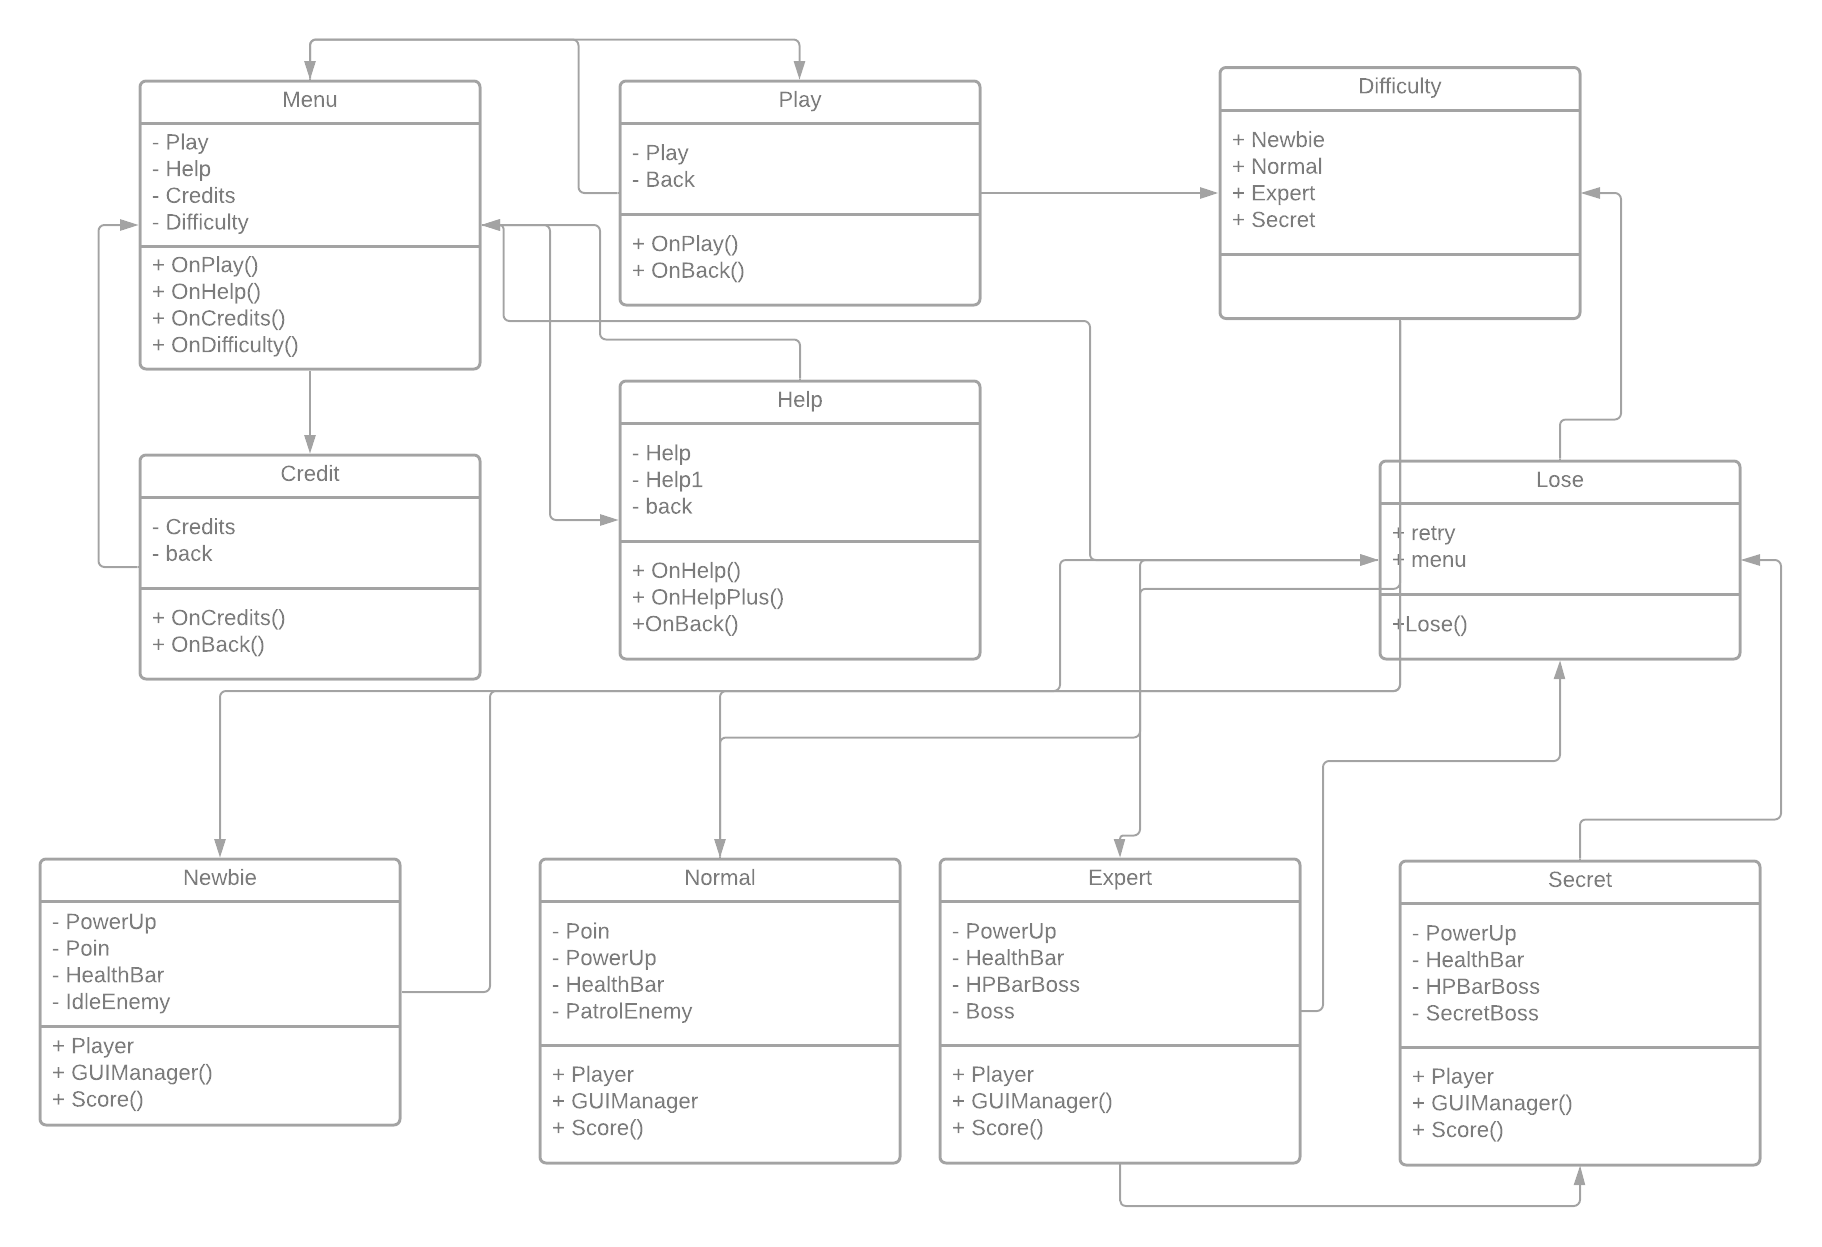 Menu
- Play
- Help
- Credits
- Difficulty
+ OnPlay()
+ OnHelp()
+ OnCredits()
+ OnDifficulty()
Play
- Play
- Back
+ OnPlay()
+ OnBack()
Difficulty
+ Newbie
+ Normal
+ Expert
+ Secret
Credit
- Credits
- back
+ OnCredits()
+ OnBack()
Help
- Help
- Help1
- back
+ OnHelp()
+ OnHelpPlus()
+OnBack()
Lose
+ retry
+ menu
+Lose()
Newbie
- PowerUp
- Poin
- HealthBar
- IdleEnemy
+ Player
+ GUIManager()
+ Score()
Normal
- Poin
- PowerUp
- HealthBar
- PatrolEnemy
+ Player
+ GUIManager
+ Score()
Expert
- PowerUp
- HealthBar
- HPBarBoss
- Boss
+ Player
+ GUIManager()
+ Score()
Secret
- PowerUp
- HealthBar
- HPBarBoss
- SecretBoss
+ Player
+ GUIManager()
+ Score()